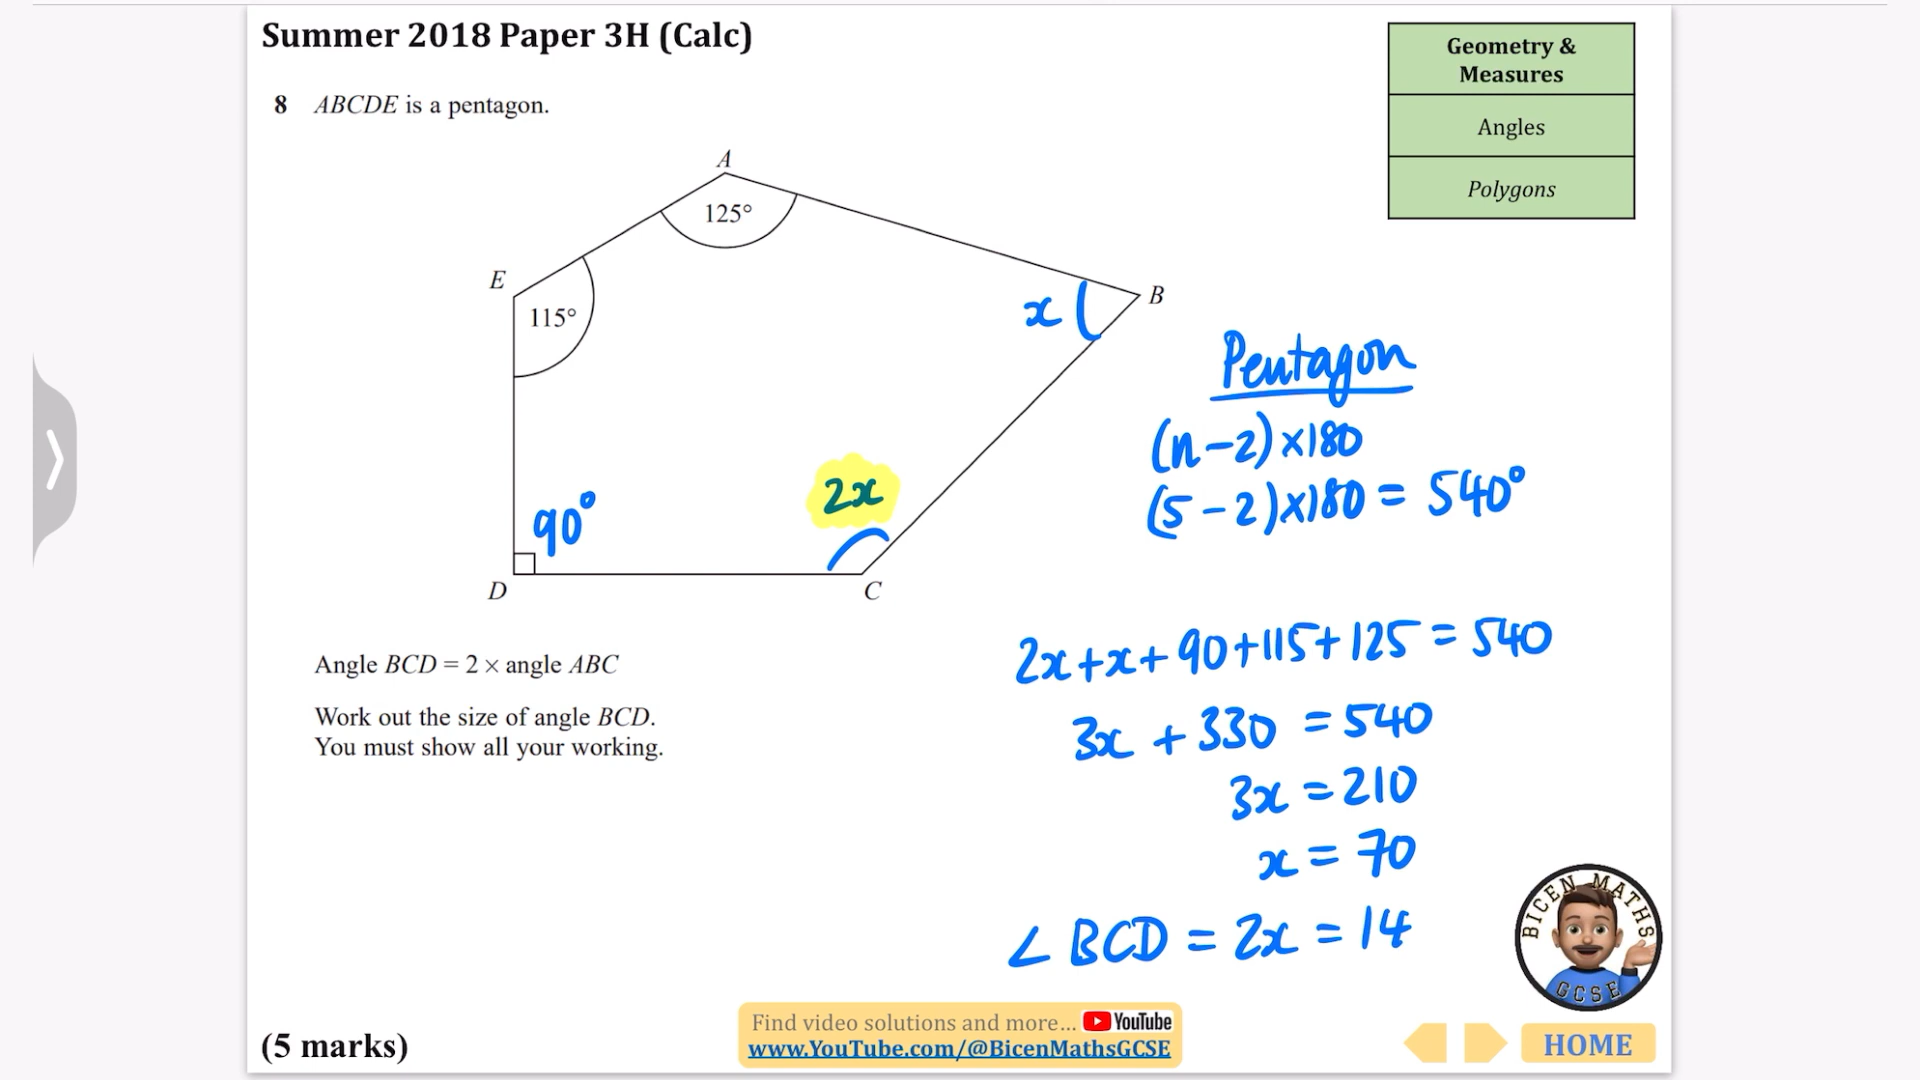 Summer 2018 Paper 3H (Calc)
Geometry &
Measures
Angles
Polygons
8 ABCDE is a pentagon.
A
125°
E
115°
x
B
90°
2x
D
C
Pentagon
(n-2)×180
(5-2)×180 = 540°
Angle BCD = 2 × angle ABC
Work out the size of angle BCD.
You must show all your working.
2x+x+90+115+125=540
3x + 330 = 540
3x = 210
x = 70
∠ BCD = 2x = 14
BICEN MATHS
GCSE
(5 marks)
Find video solutions and more... YouTube
www.YouTube.com/@BicenMathsGCSE
HOME